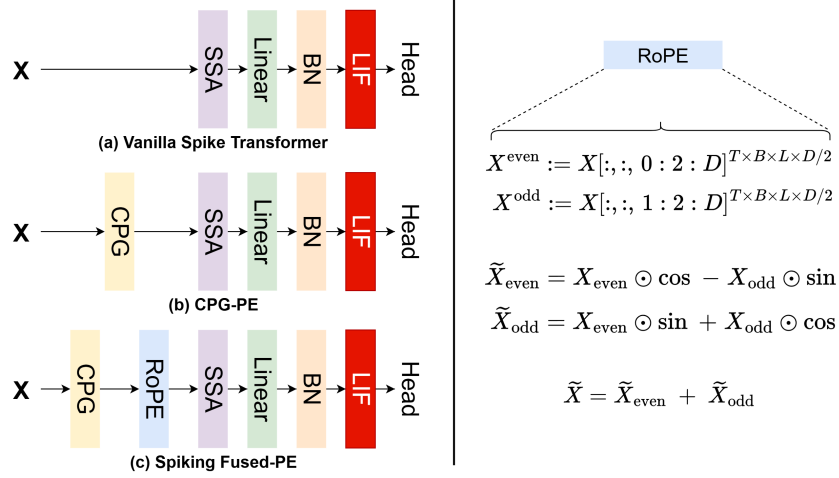 X SSA Linear BN LIF Head
(a) Vanilla Spike Transformer
X CPG SSA Linear BN LIF Head
(b) CPG-PE
X CPG RoPE SSA Linear BN LIF Head
(c) Spiking Fused-PE
RoPE
X^even := X[:,:, 0 : 2 : D]^T×B×L×D/2
X^odd := X[:,:, 1 : 2 : D]^T×B×L×D/2
X̃_even = X_even ⊙ cos − X_odd ⊙ sin
X̃_odd = X_even ⊙ sin + X_odd ⊙ cos
X̃ = X̃_even + X̃_odd